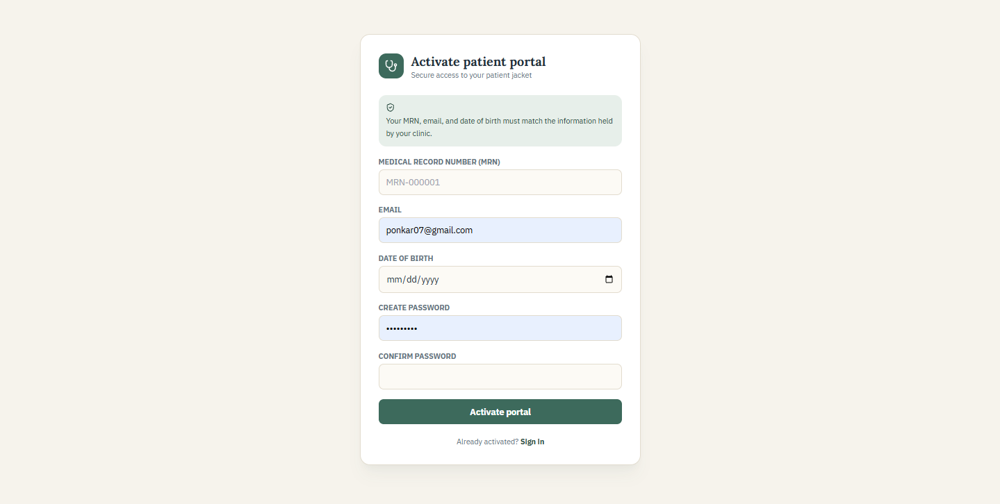 Activate patient portal
Secure access to your patient jacket
Your MRN, email, and date of birth must match the information held
by your clinic.
MEDICAL RECORD NUMBER (MRN)
MRN-000001
EMAIL
ponkar07@gmail.com
DATE OF BIRTH
mm/dd/yyyy
CREATE PASSWORD
•••••••••
CONFIRM PASSWORD
Activate portal
Already activated? Sign in